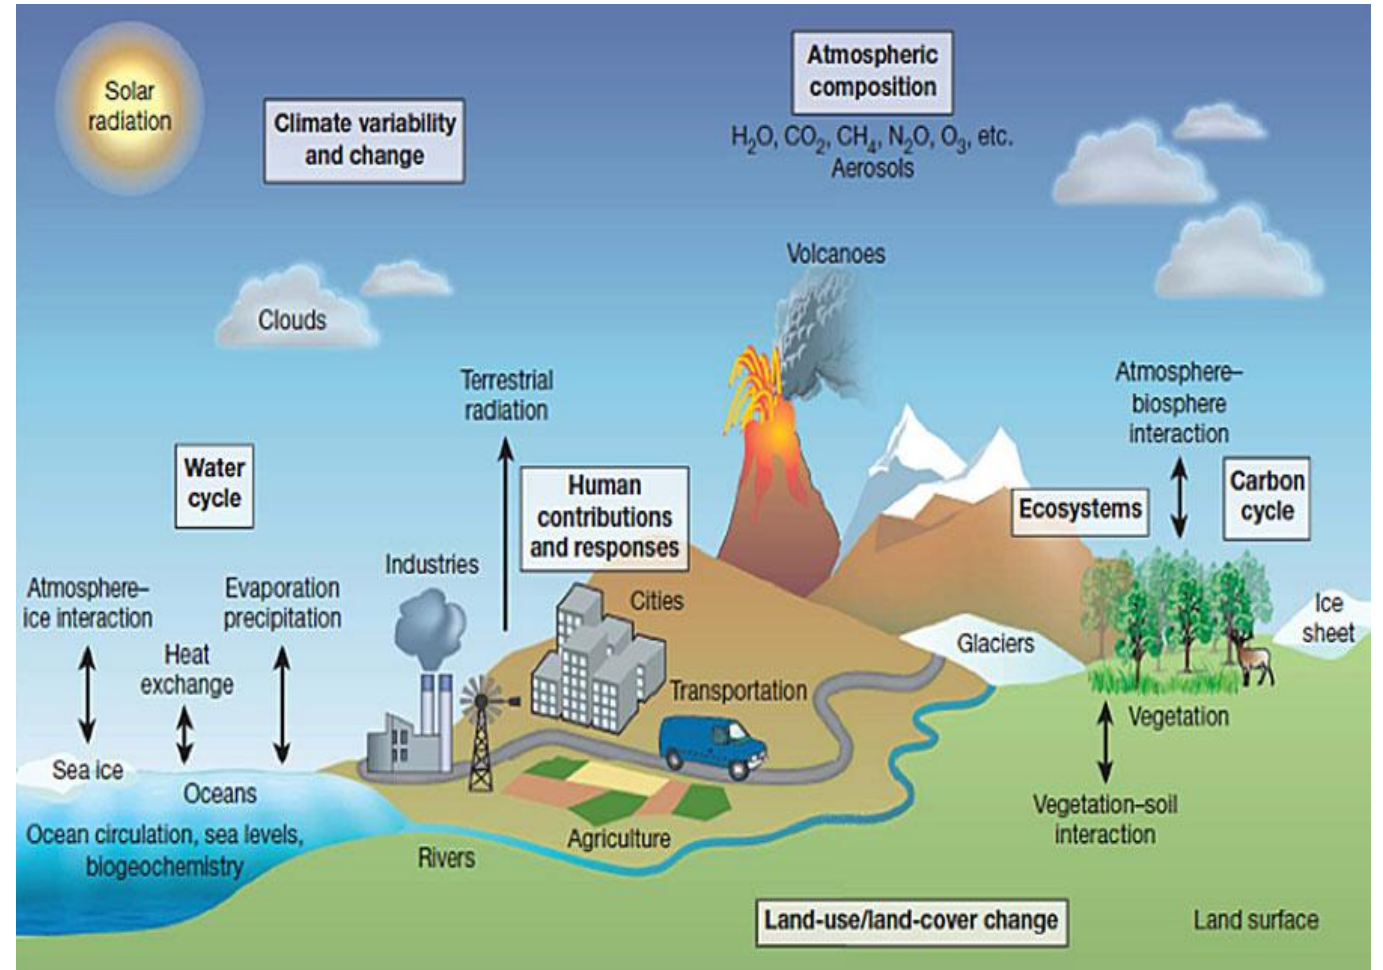 Solar
radiation
Climate variability
and change
Atmospheric
composition
H₂O, CO₂, CH₄, N₂O, O₃, etc.
Aerosols
Volcanoes
Clouds
Terrestrial
radiation
Atmosphere–
biosphere
interaction
Water
cycle
Human
contributions
and responses
Ecosystems
Carbon
cycle
Industries
Atmosphere–
ice interaction
Evaporation
precipitation
Heat
exchange
Cities
Glaciers
Ice
sheet
Transportation
Vegetation
Sea ice
Oceans
Ocean circulation, sea levels,
biogeochemistry
Rivers
Agriculture
Vegetation–soil
interaction
Land-use/land-cover change
Land surface